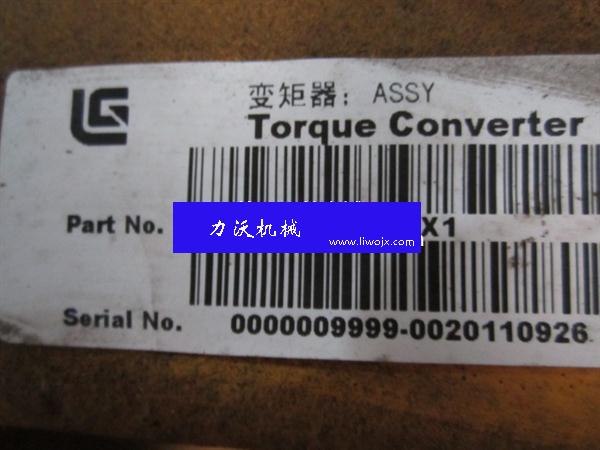 LG
变矩器: ASSY
Torque Converter
Part No.
X1
力沃机械
www.liwojx.com
Serial No. 0000009999-0020110926